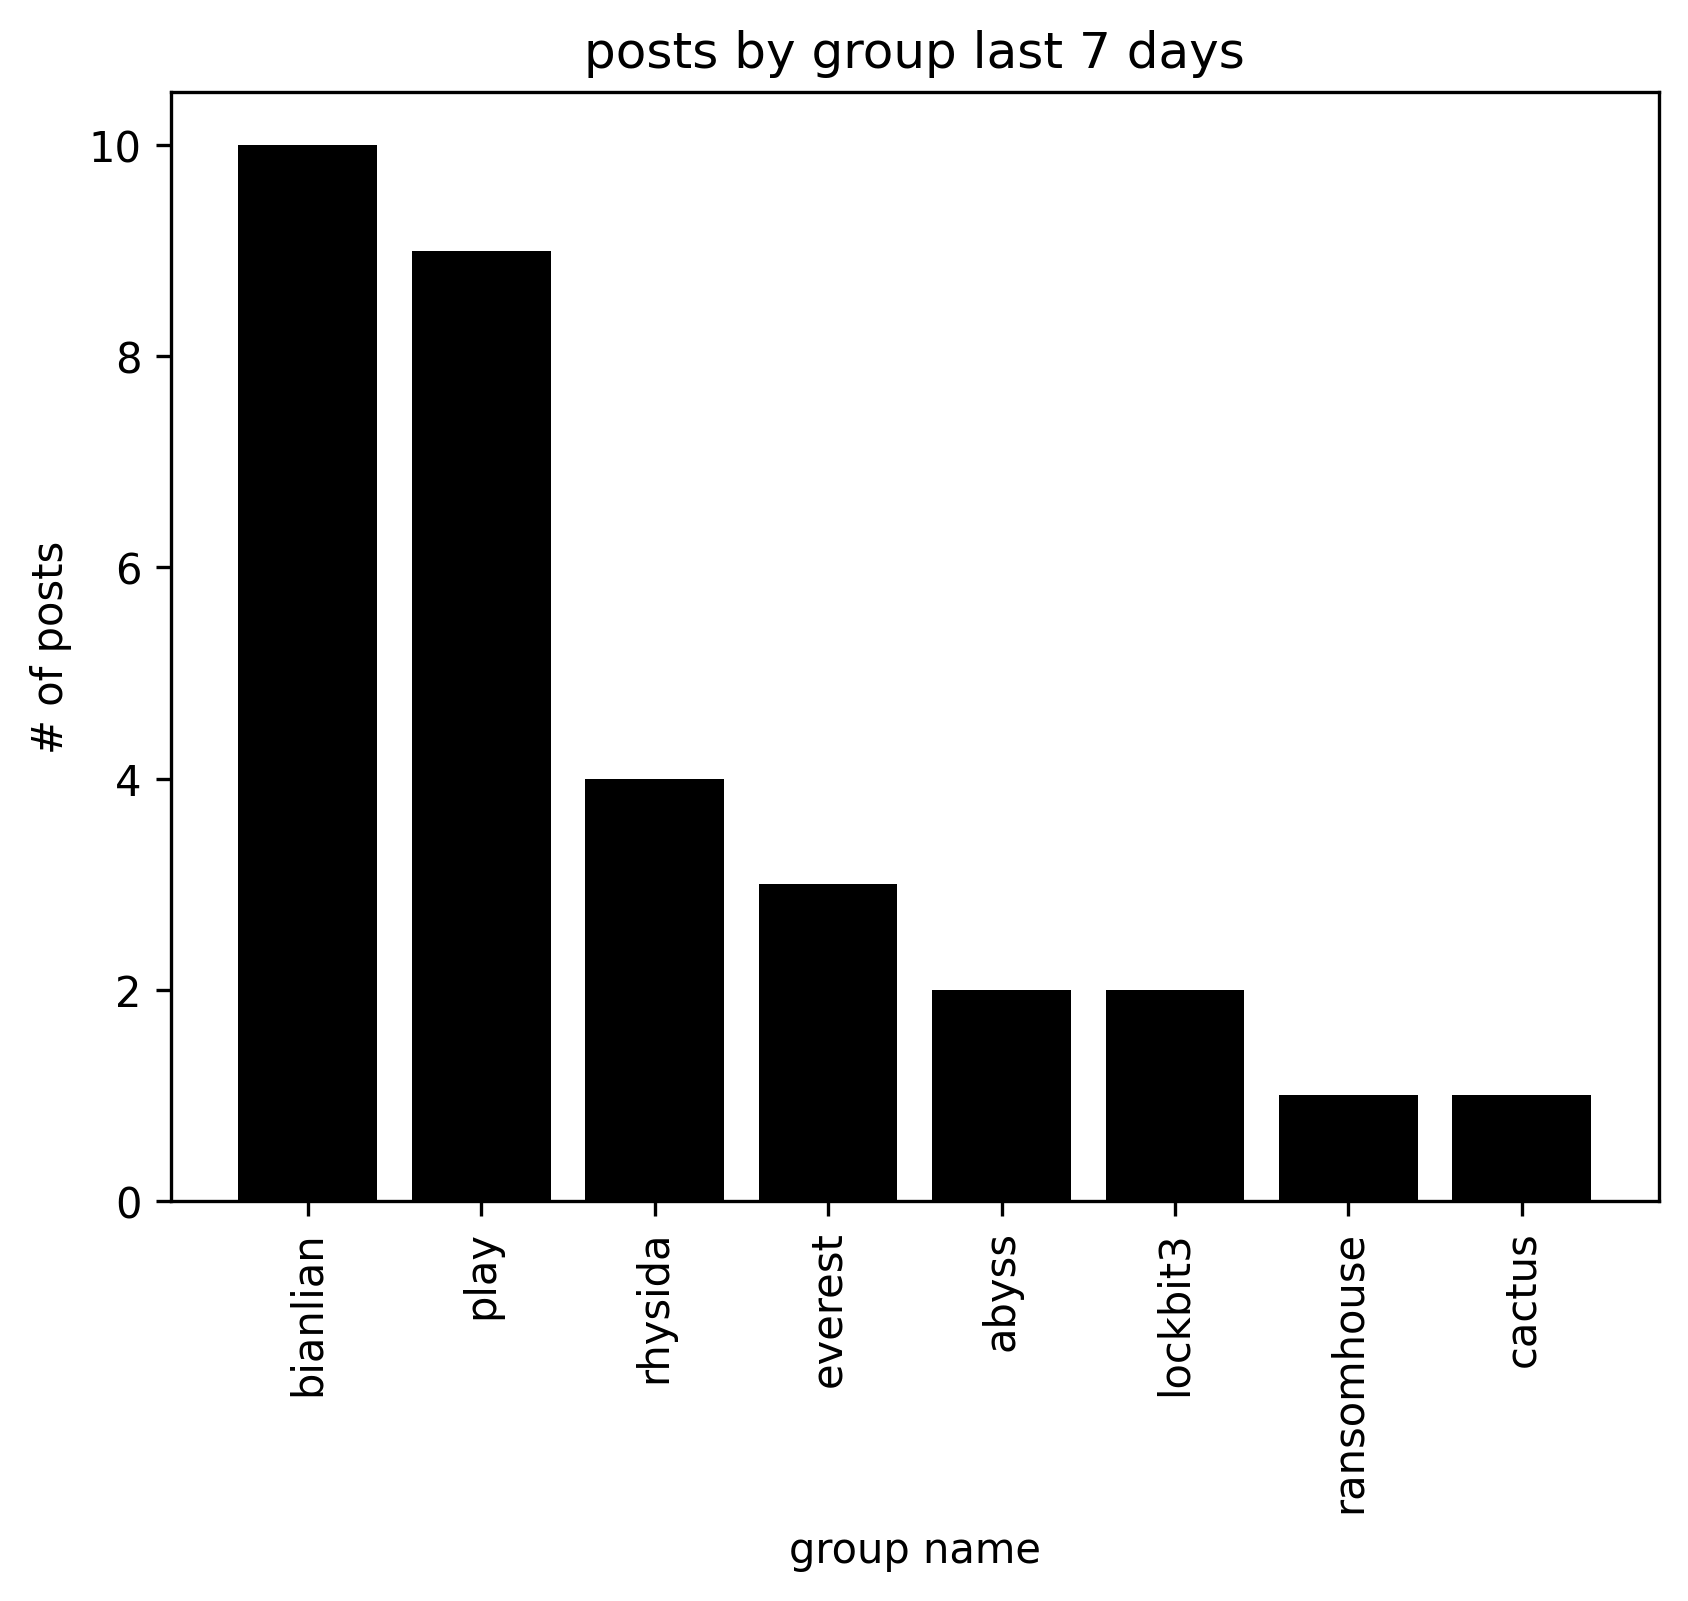 posts by group last 7 days
# of posts
10
8
6
4
2
0
bianlian
play
rhysida
everest
abyss
lockbit3
ransomhouse
cactus
group name